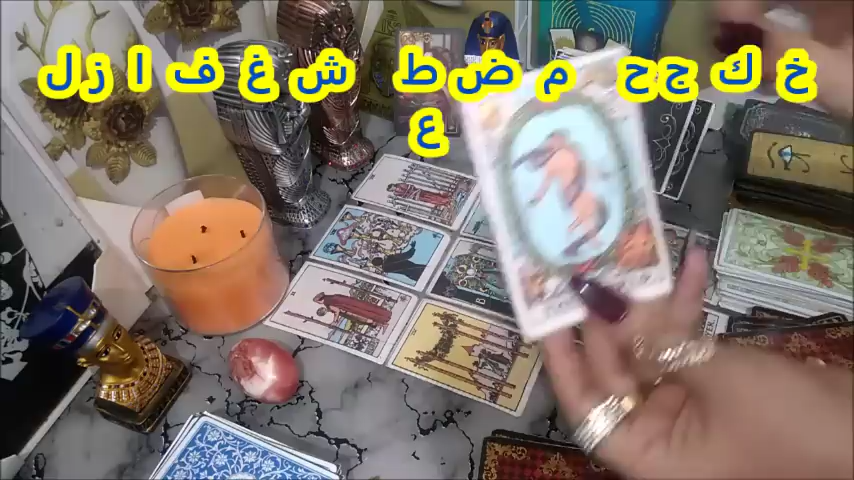 خ ك ج ح م ض ط ش غ ف ا ز ل
ع